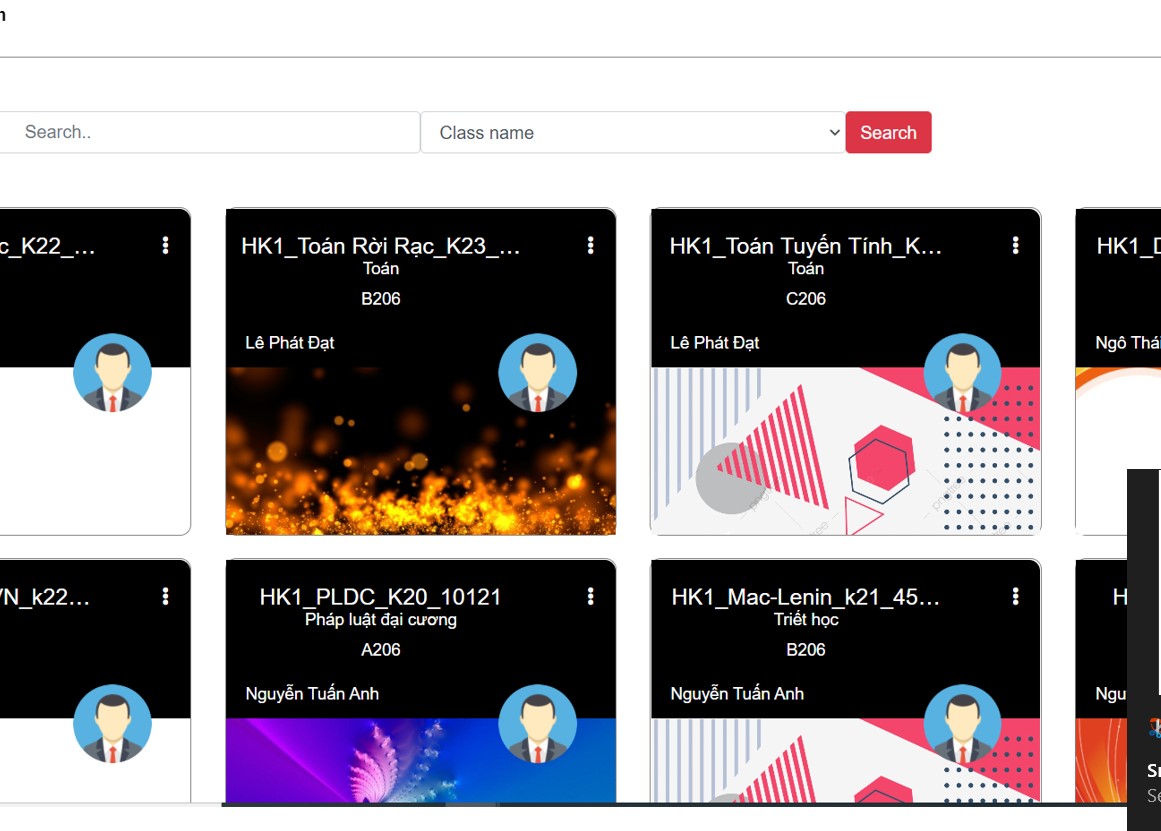 Search..
Class name
Search
c_K22_...
HK1_Toán Rời Rạc_K23_...
Toán
B206
Lê Phát Đạt
HK1_Toán Tuyến Tính_K...
Toán
C206
Lê Phát Đạt
HK1_D
Ngô Thái
VN_k22...
HK1_PLDC_K20_10121
Pháp luật đại cương
A206
Nguyễn Tuấn Anh
HK1_Mac-Lenin_k21_45...
Triết học
B206
Nguyễn Tuấn Anh
H
Ngu